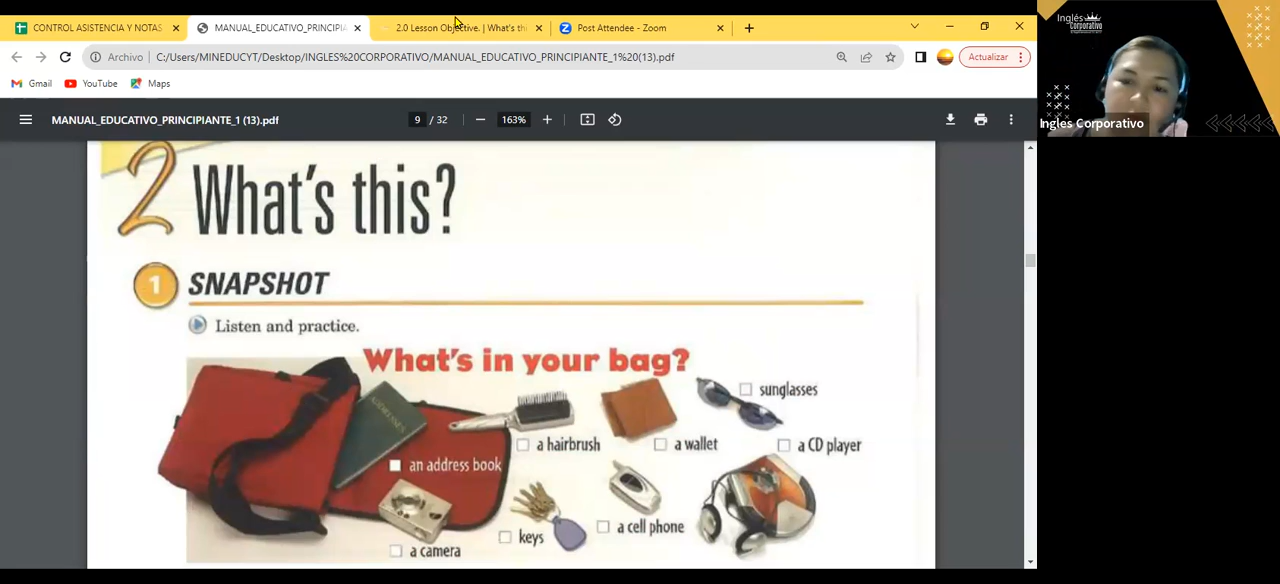 CONTROL ASISTENCIA Y NOTAS
MANUAL_EDUCATIVO_PRINCIPI
2.0 Lesson Objective. | What's th
Post Attendee - Zoom
Archivo
C:/Users/MINEDUCYT/Desktop/INGLES%20CORPORATIVO/MANUAL_EDUCATIVO_PRINCIPIANTE_1%20(13).pdf
Actualizar
Gmail
YouTube
Maps
MANUAL_EDUCATIVO_PRINCIPIANTE_1 (13).pdf
9 / 32
163%
2 What's this?
1 SNAPSHOT
Listen and practice.
What's in your bag?
ADDRESSES
sunglasses
a hairbrush
a wallet
a CD player
an address book
a cell phone
keys
a camera
Inglés
Corporativo
Ingles Corporativo